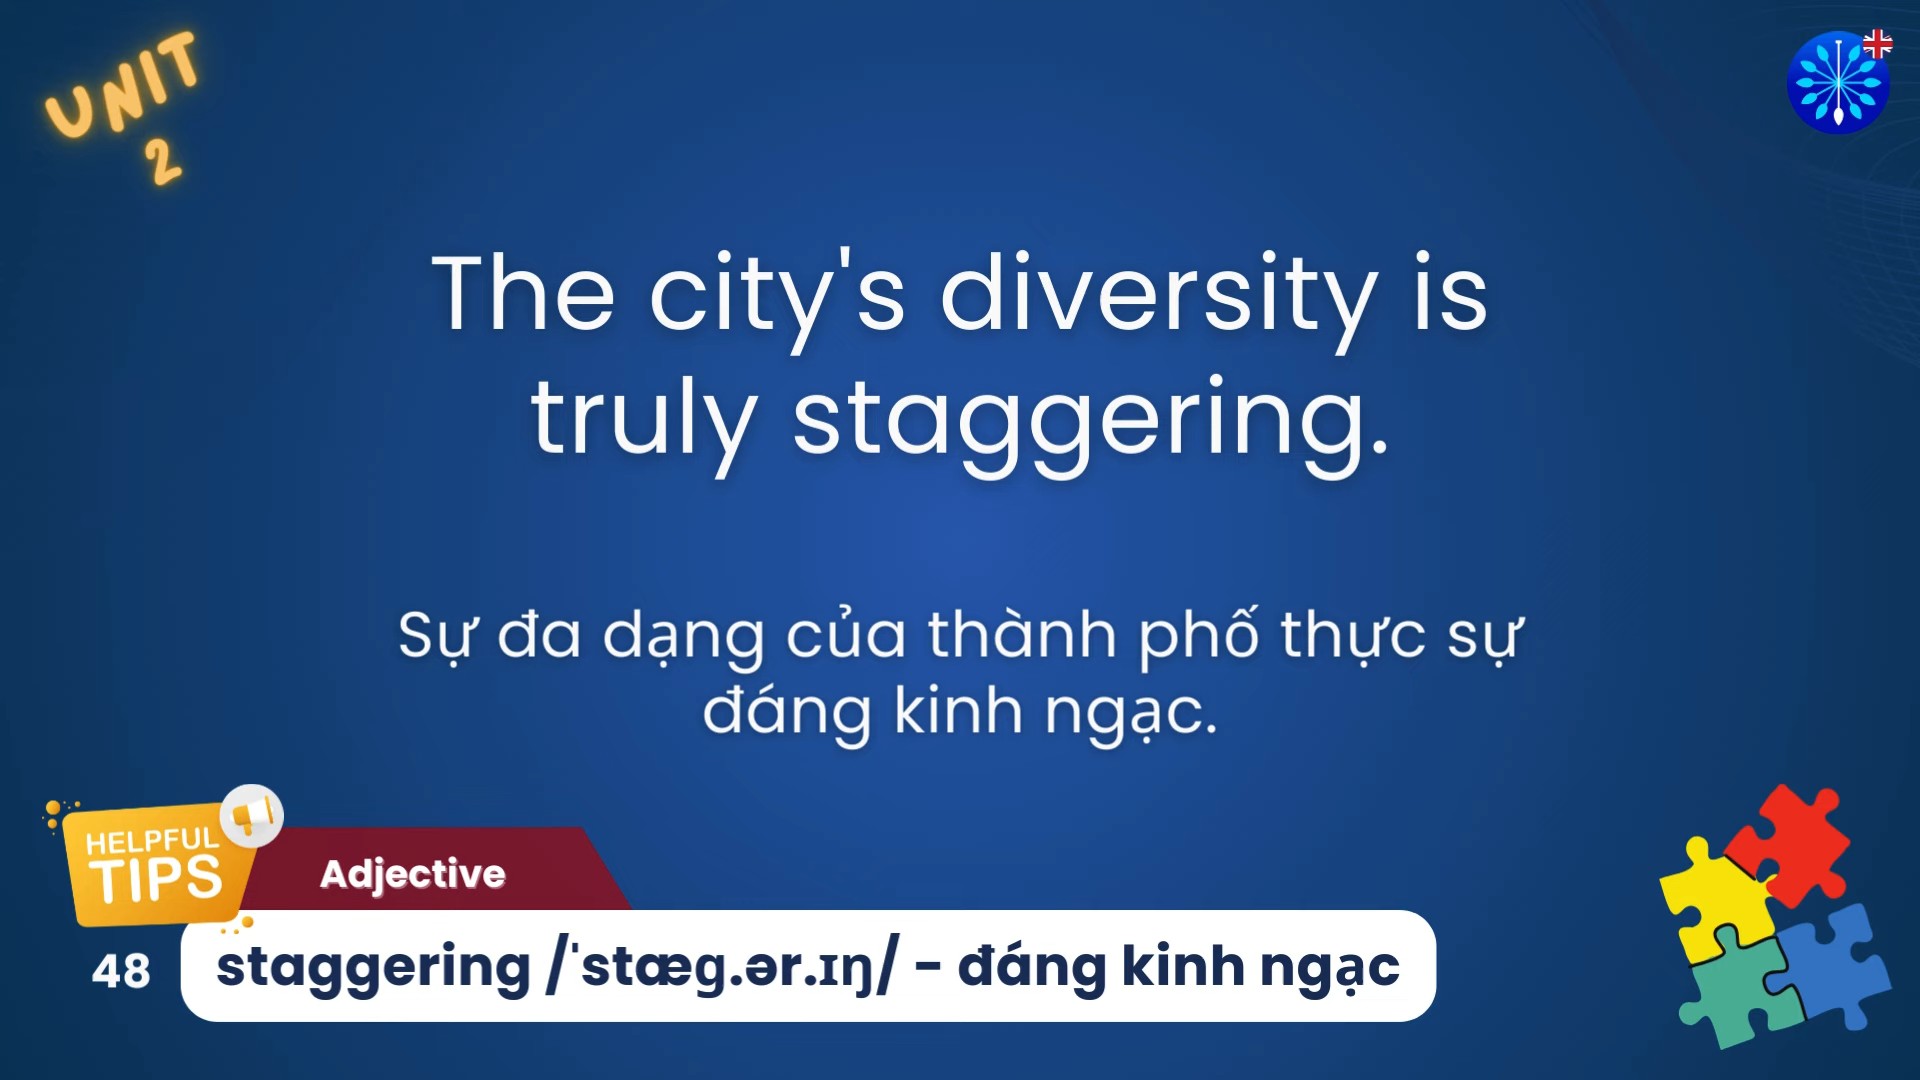 UNIT
2
The city's diversity is
truly staggering.
Sự đa dạng của thành phố thực sự
đáng kinh ngạc.
HELPFUL
TIPS
Adjective
48
staggering /ˈstæɡ.ər.ɪŋ/ - đáng kinh ngạc